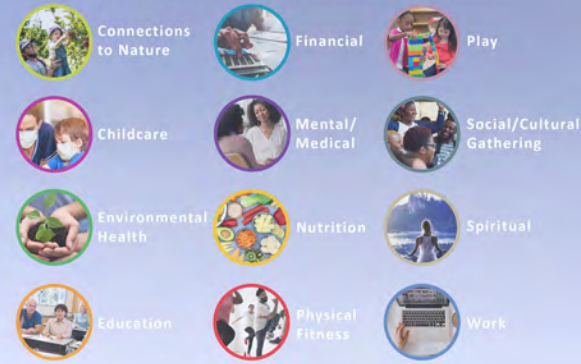 Connections
to Nature
Financial
Play
Childcare
Mental/
Medical
Social/Cultural
Gathering
Environmental
Health
Nutrition
Spiritual
Education
Physical
Fitness
Work